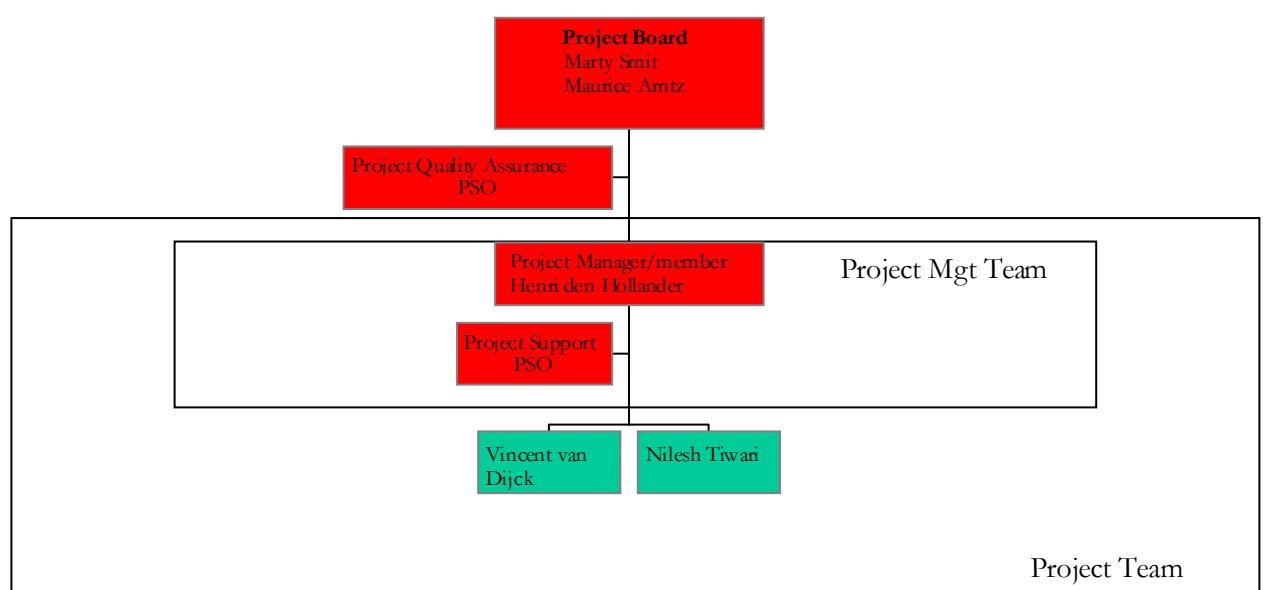 Project Board
Marty Smit
Maurice Arntz
Project Quality Assurance
PSO
Project Manager/member
Henri den Hollander
Project Mgt Team
Project Support
PSO
Vincent van
Dijck
Nilesh Tiwari
Project Team